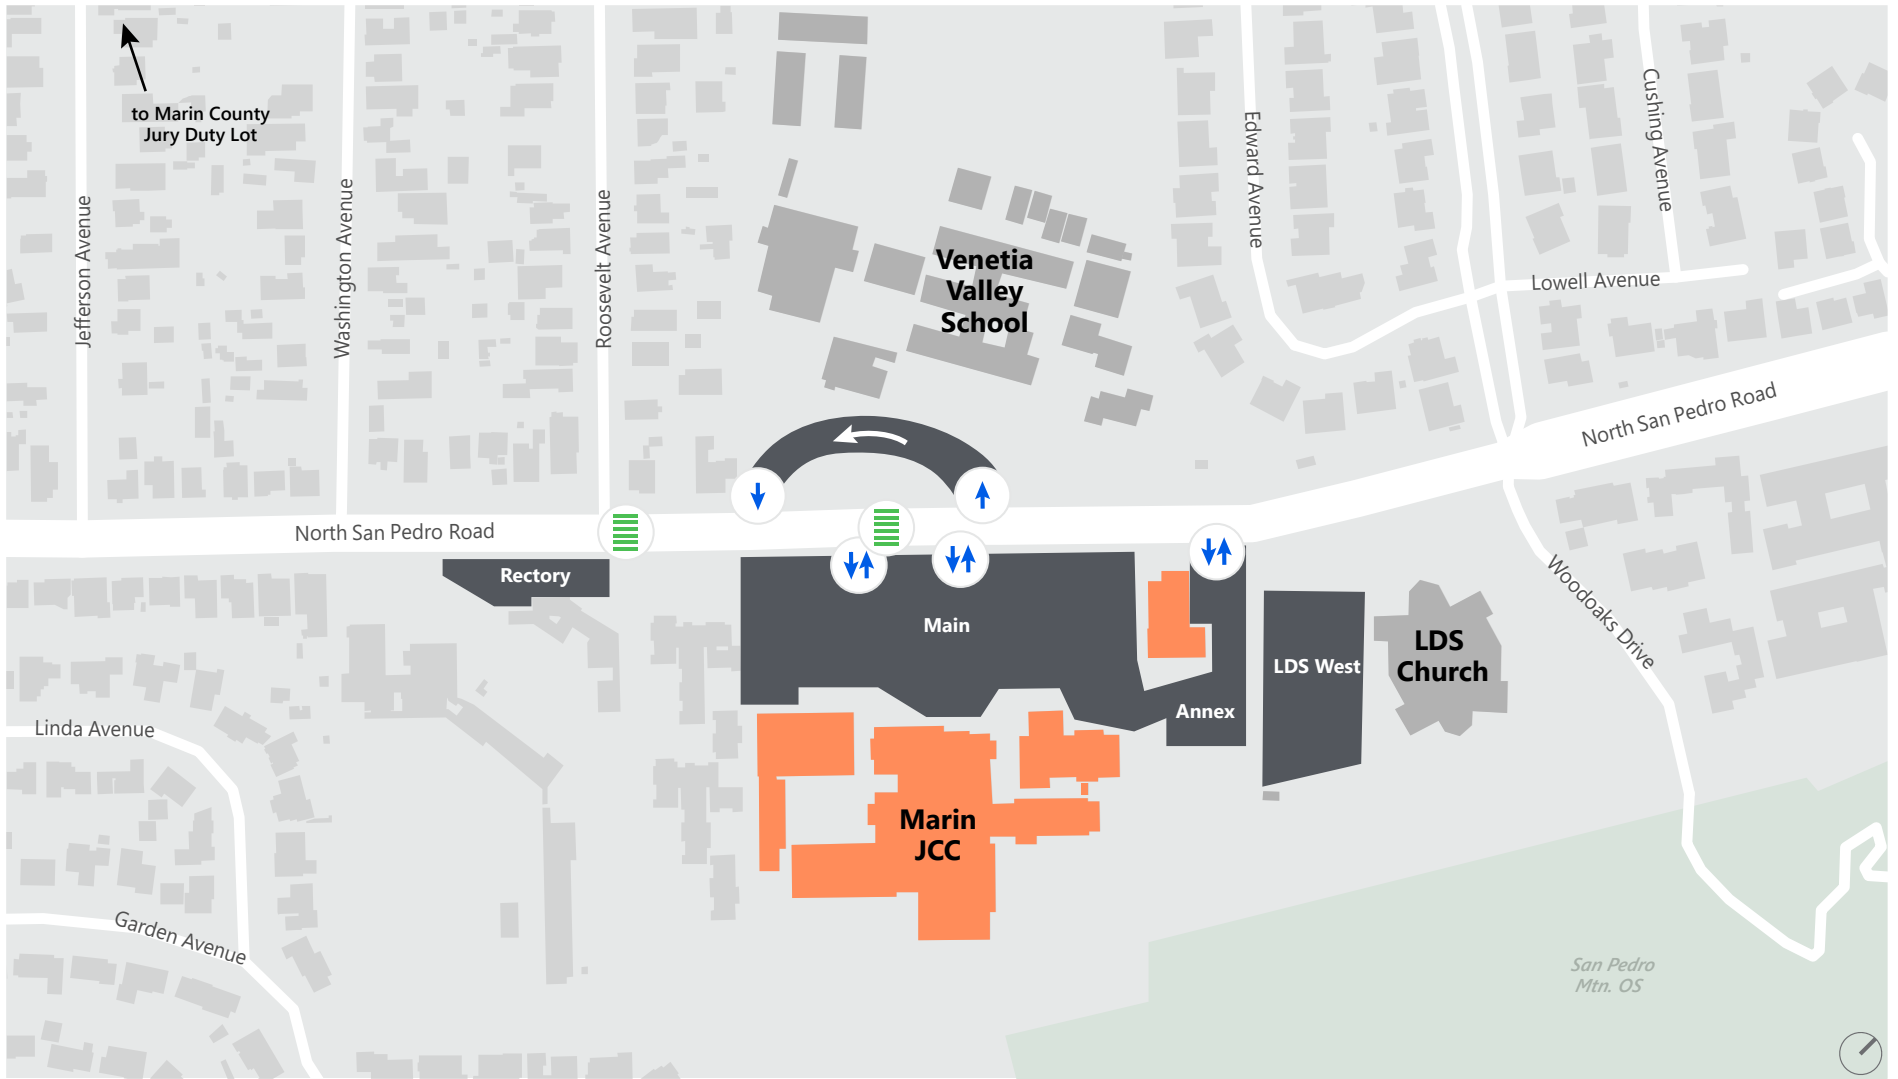 to Marin County
Jury Duty Lot
Jefferson Avenue
Washington Avenue
Roosevelt Avenue
Venetia
Valley
School
Edward Avenue
Cushing Avenue
Lowell Avenue
North San Pedro Road
North San Pedro Road
Rectory
Main
Annex
LDS West
LDS
Church
Woodoaks Drive
Linda Avenue
Marin
JCC
Garden Avenue
San Pedro
Mtn. OS